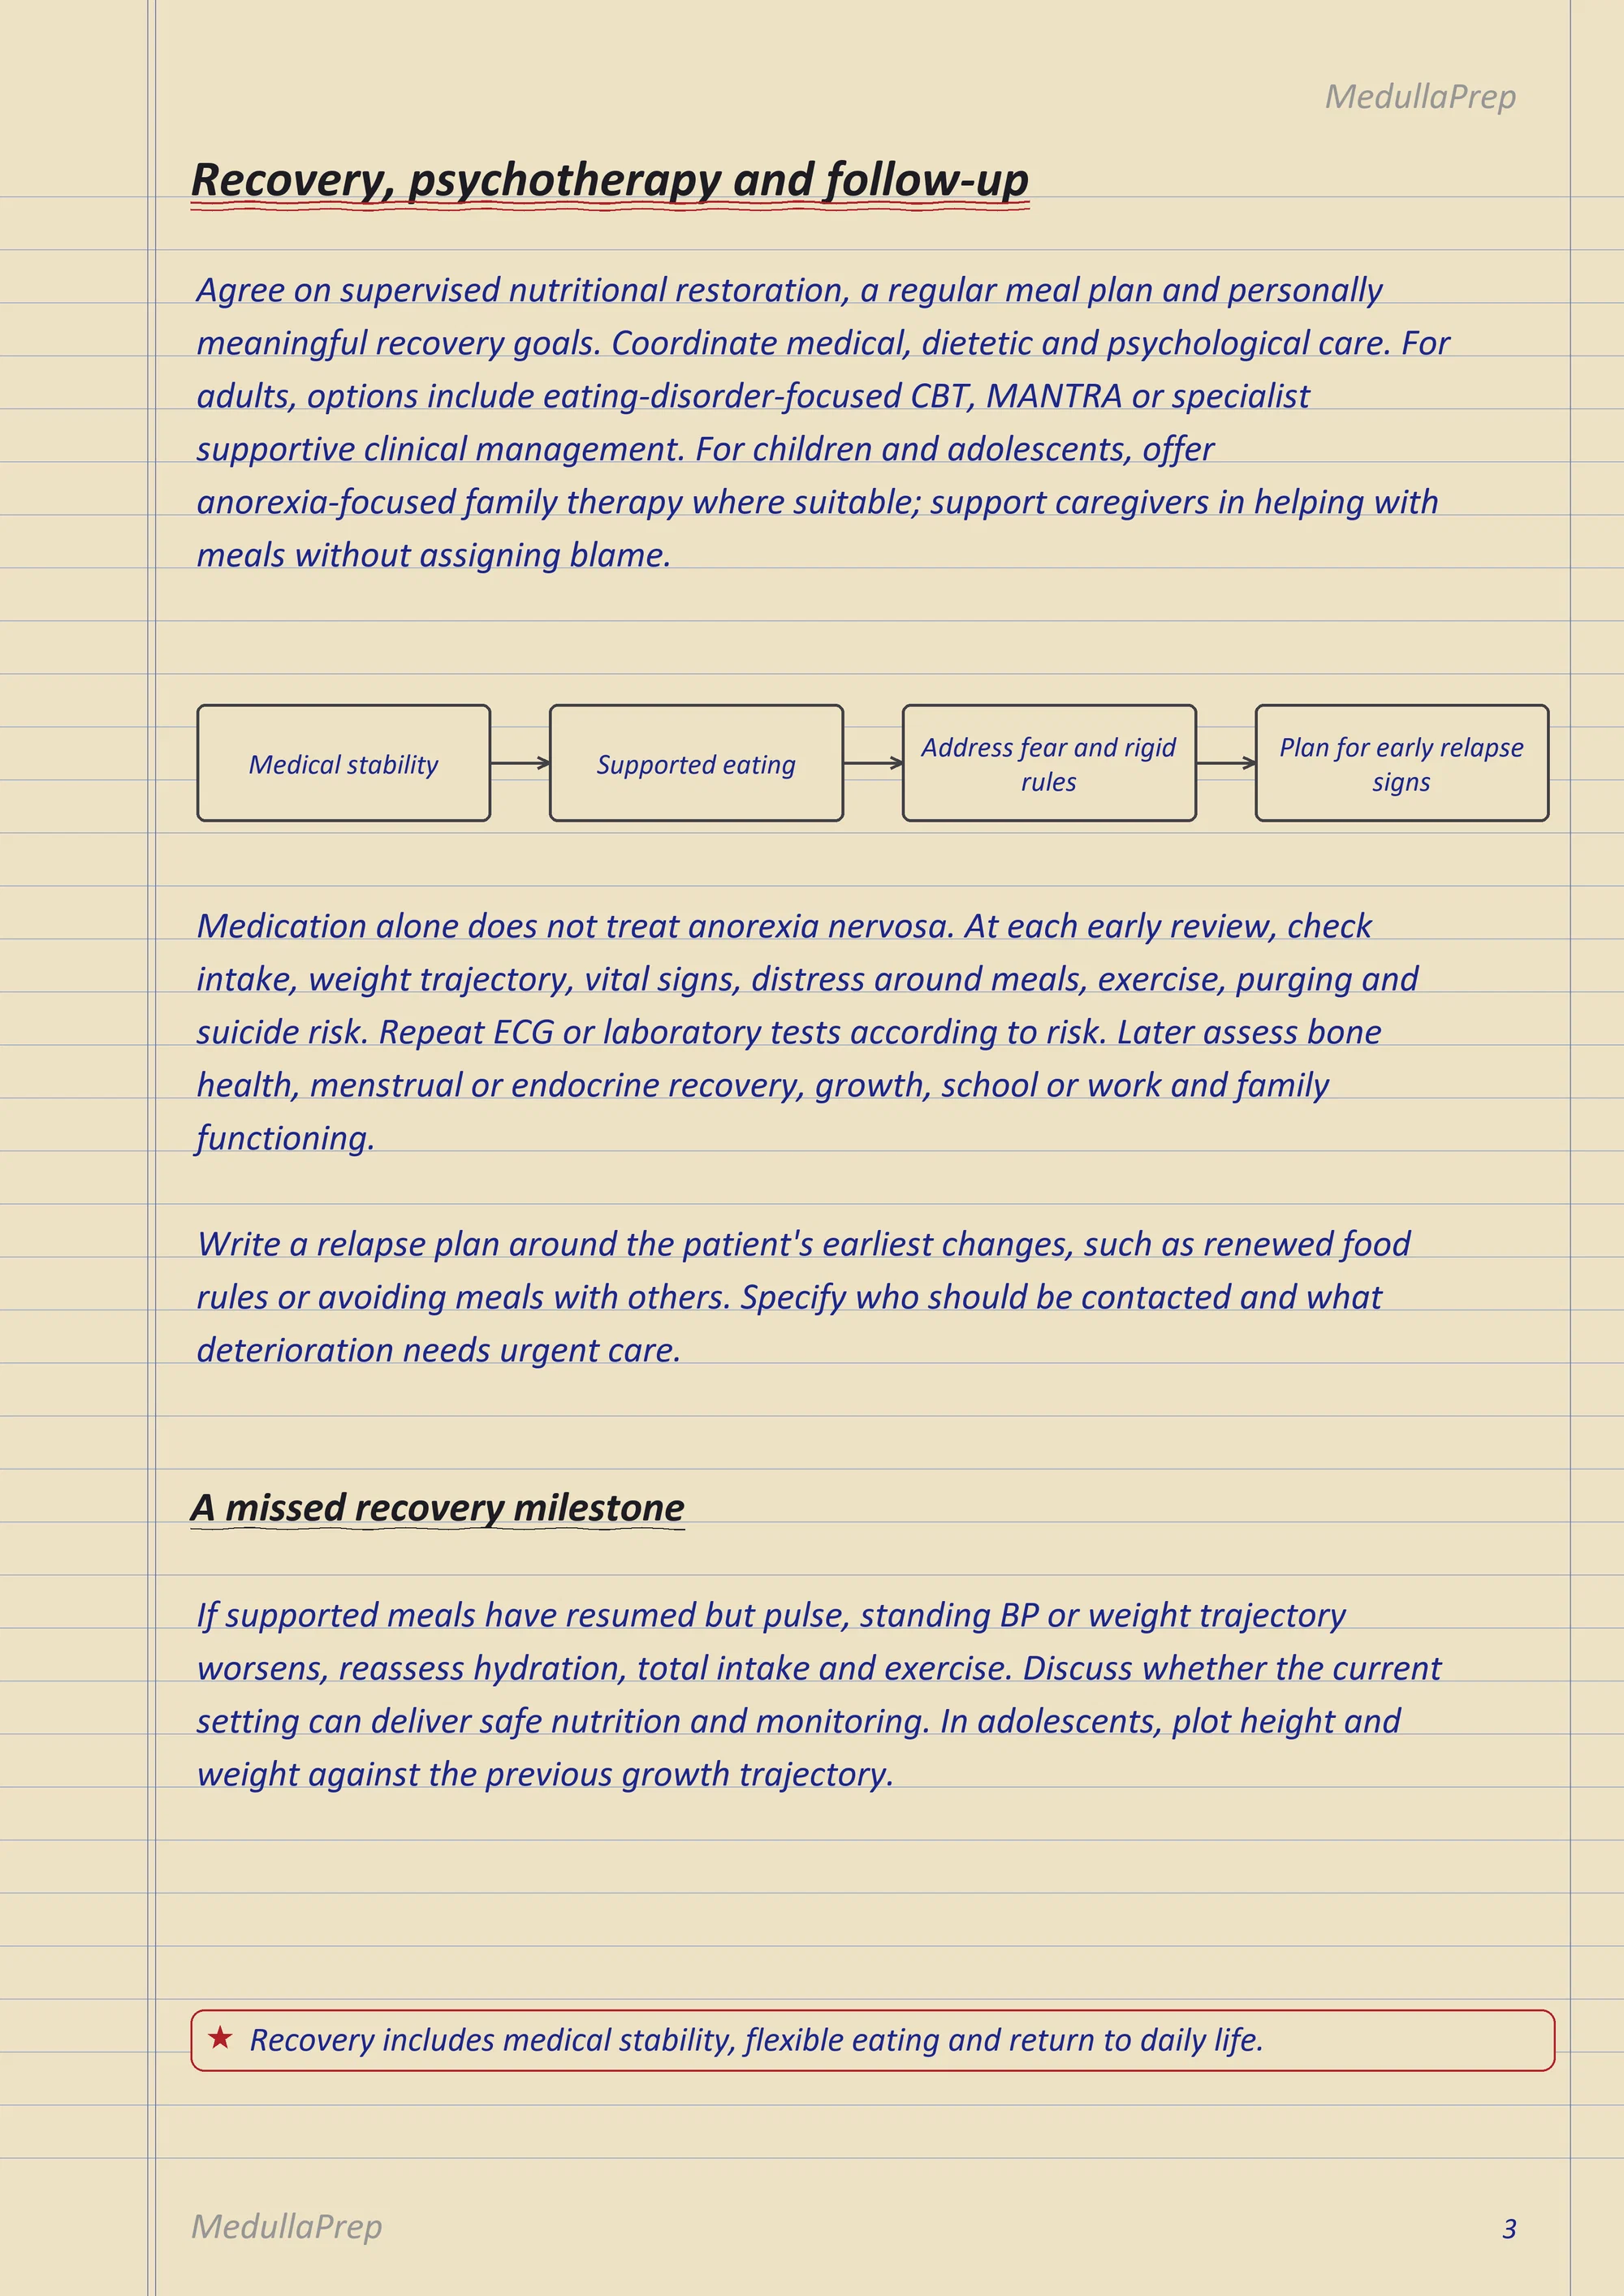 MedullaPrep
Recovery, psychotherapy and follow-up
Agree on supervised nutritional restoration, a regular meal plan and personally
meaningful recovery goals. Coordinate medical, dietetic and psychological care. For
adults, options include eating-disorder-focused CBT, MANTRA or specialist
supportive clinical management. For children and adolescents, offer
anorexia-focused family therapy where suitable; support caregivers in helping with
meals without assigning blame.
Medical stability
Supported eating
Address fear and rigid
rules
Plan for early relapse
signs
Medication alone does not treat anorexia nervosa. At each early review, check
intake, weight trajectory, vital signs, distress around meals, exercise, purging and
suicide risk. Repeat ECG or laboratory tests according to risk. Later assess bone
health, menstrual or endocrine recovery, growth, school or work and family
functioning.
Write a relapse plan around the patient's earliest changes, such as renewed food
rules or avoiding meals with others. Specify who should be contacted and what
deterioration needs urgent care.
A missed recovery milestone
If supported meals have resumed but pulse, standing BP or weight trajectory
worsens, reassess hydration, total intake and exercise. Discuss whether the current
setting can deliver safe nutrition and monitoring. In adolescents, plot height and
weight against the previous growth trajectory.
★ Recovery includes medical stability, flexible eating and return to daily life.
MedullaPrep
3